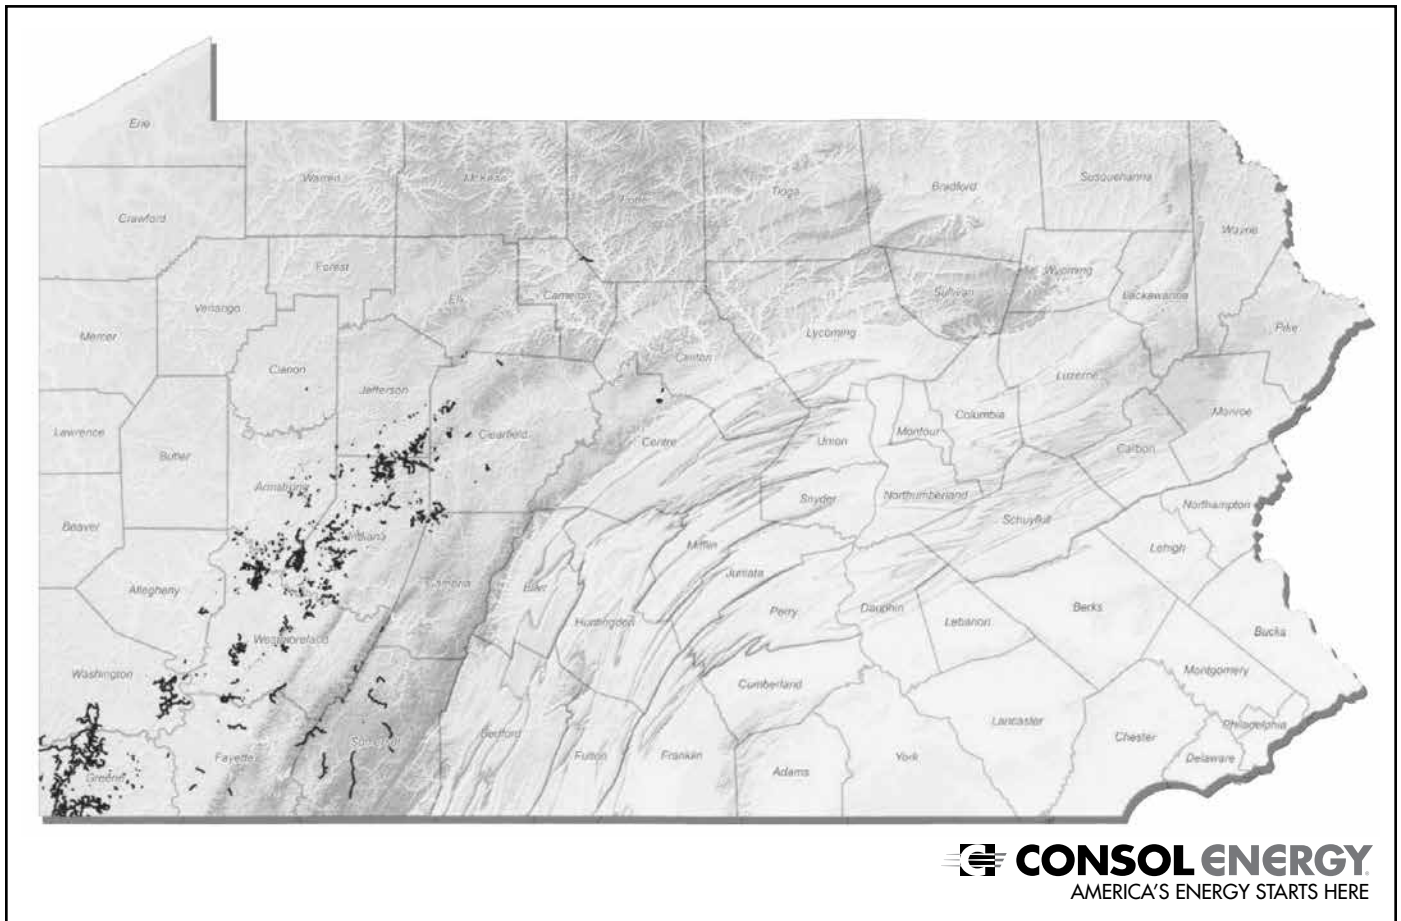 Erie
Warren
McKean
Potter
Tioga
Bradford
Susquehanna
Crawford
Wayne
Forest
Wyoming
Venango
Elk
Cameron
Sullivan
Lackawanna
Mercer
Lycoming
Pike
Clinton
Clarion
Jefferson
Luzerne
Columbia
Monroe
Lawrence
Clearfield
Centre
Union
Montour
Carbon
Butler
Armstrong
Snyder
Northumberland
Northampton
Beaver
Schuylkill
Indiana
Mifflin
Lehigh
Juniata
Allegheny
Cambria
Blair
Huntingdon
Perry
Dauphin
Lebanon
Berks
Bucks
Westmoreland
Washington
Cumberland
Montgomery
Lancaster
Philadelphia
Bedford
Somerset
Chester
Fayette
Fulton
Franklin
York
Delaware
Greene
Adams
CONSOL ENERGY
AMERICA'S ENERGY STARTS HERE